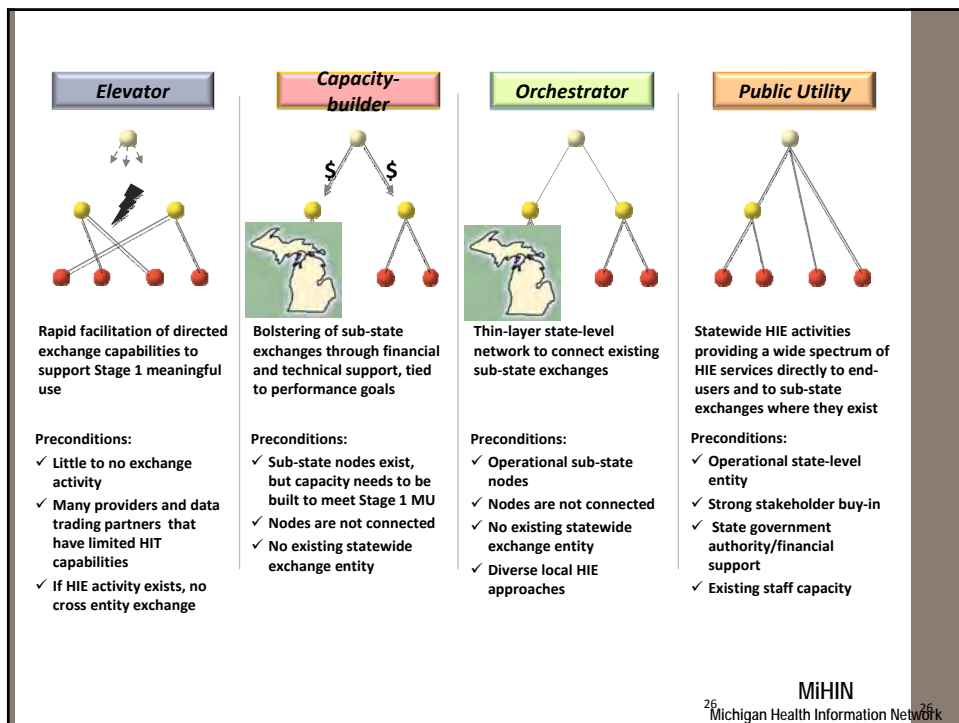 Elevator
Capacity-
builder
Orchestrator
Public Utility
$ $
Rapid facilitation of directed
exchange capabilities to
support Stage 1 meaningful
use
Preconditions:
✓ Little to no exchange
activity
✓ Many providers and data
trading partners that
have limited HIT
capabilities
✓ If HIE activity exists, no
cross entity exchange
Bolstering of sub-state
exchanges through financial
and technical support, tied
to performance goals
Preconditions:
✓ Sub-state nodes exist,
but capacity needs to be
built to meet Stage 1 MU
✓ Nodes are not connected
✓ No existing statewide
exchange entity
Thin-layer state-level
network to connect existing
sub-state exchanges
Preconditions:
✓ Operational sub-state
nodes
✓ Nodes are not connected
✓ No existing statewide
exchange entity
✓ Diverse local HIE
approaches
Statewide HIE activities
providing a wide spectrum of
HIE services directly to end-
users and to sub-state
exchanges where they exist
Preconditions:
✓ Operational state-level
entity
✓ Strong stakeholder buy-in
✓ State government
authority/financial
support
✓ Existing staff capacity
MiHIN
26
Michigan Health Information Network
26